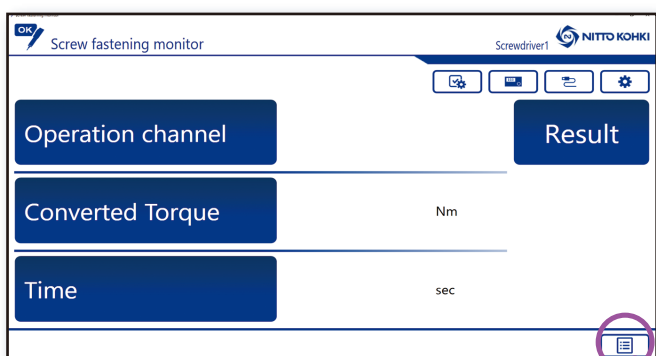 OK
Screw fastening monitor
Screwdriver1
NITTO KOHKI
Operation channel
Result
Converted Torque
Nm
Time
sec